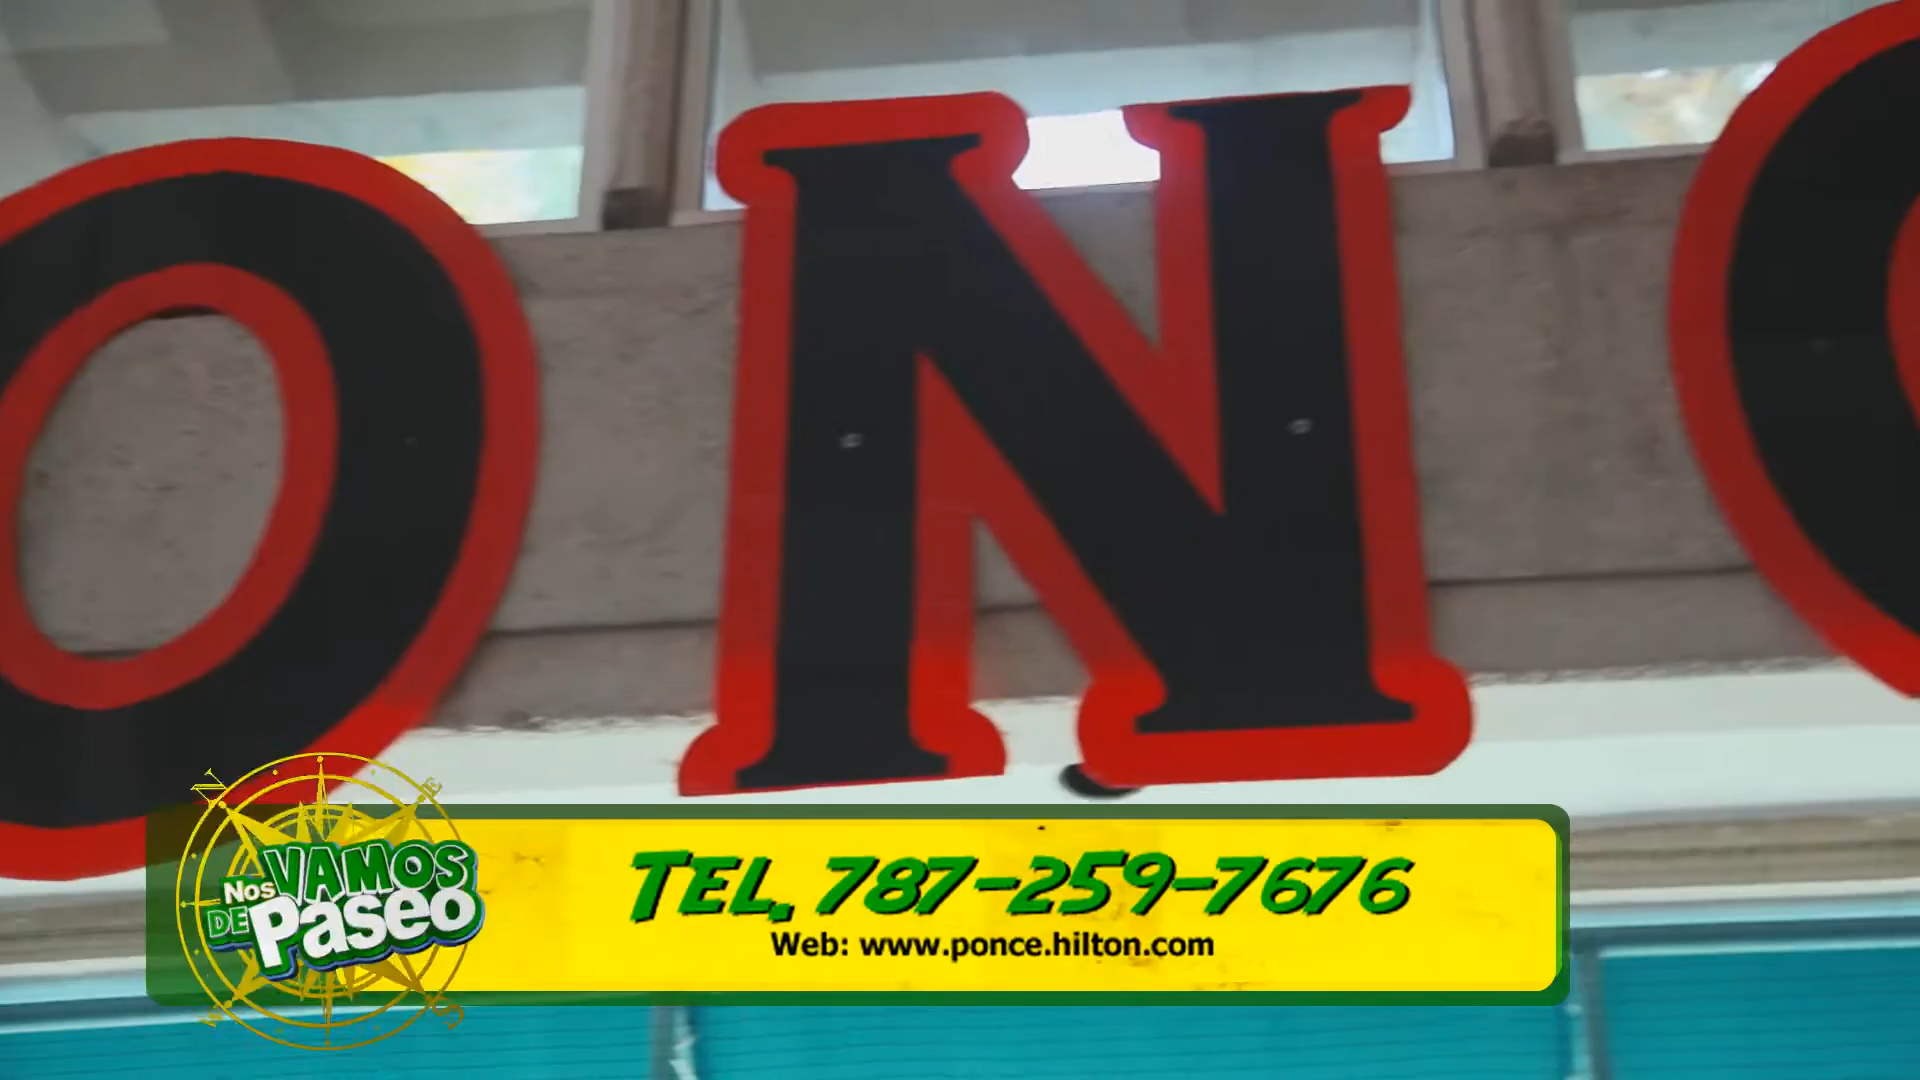 ONC
NOS VAMOS
DE Paseo
TEL. 787-259-7676
Web: www.ponce.hilton.com